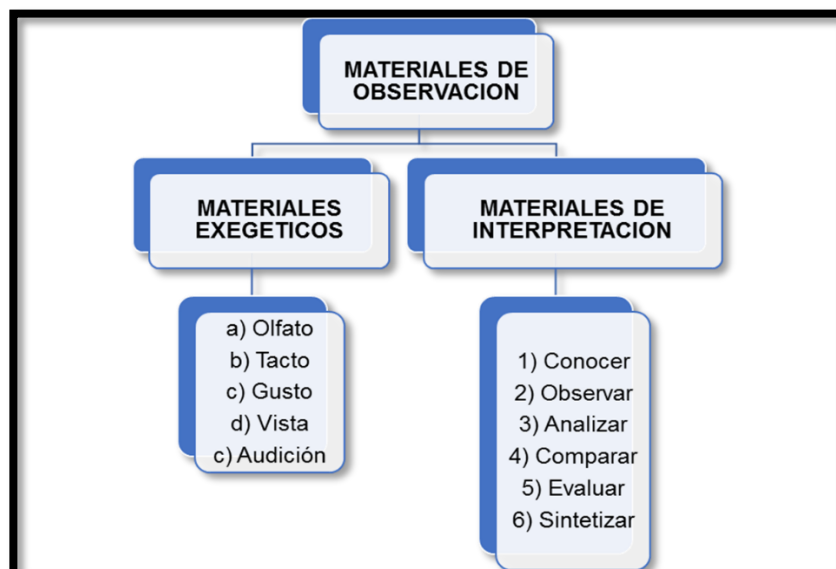 MATERIALES DE
OBSERVACION
MATERIALES
EXEGETICOS
MATERIALES DE
INTERPRETACION
a) Olfato
b) Tacto
c) Gusto
d) Vista
c) Audición
1) Conocer
2) Observar
3) Analizar
4) Comparar
5) Evaluar
6) Sintetizar